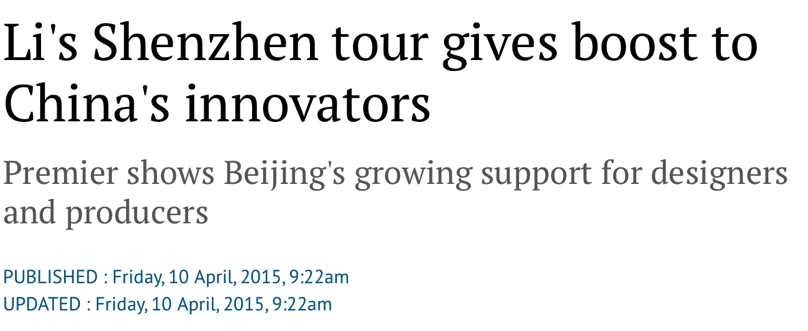 Li's Shenzhen tour gives boost to
China's innovators
Premier shows Beijing's growing support for designers
and producers
PUBLISHED : Friday, 10 April, 2015, 9:22am
UPDATED : Friday, 10 April, 2015, 9:22am